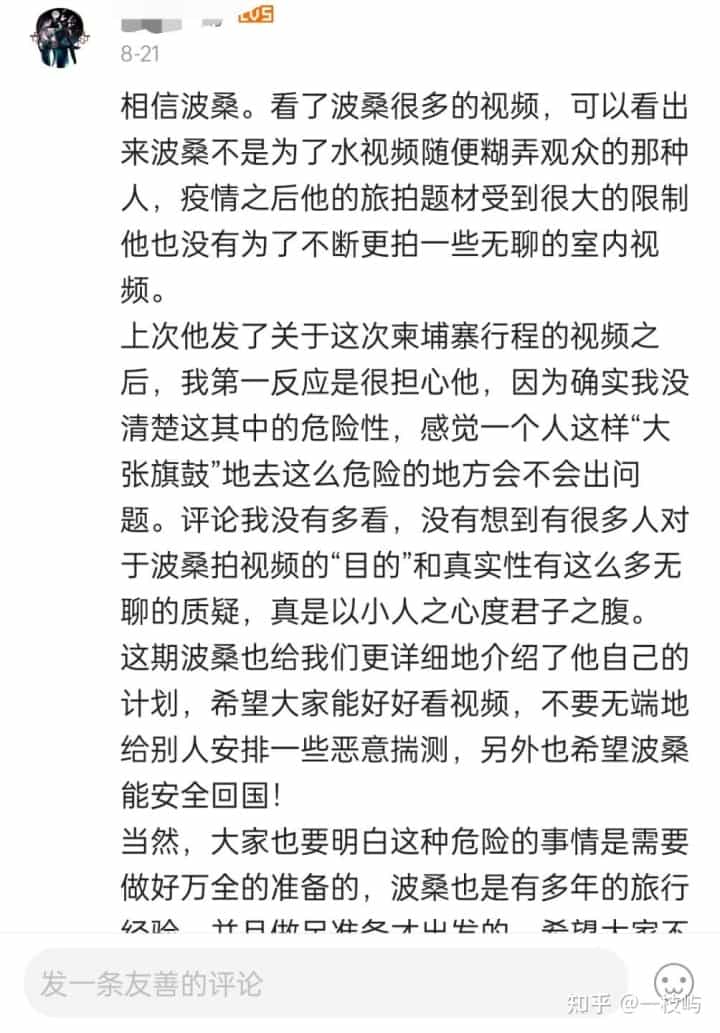 LV5
8-21
相信波桑。看了波桑很多的视频，可以看出
来波桑不是为了水视频随便糊弄观众的那种
人，疫情之后他的旅拍题材受到很大的限制
他也没有为了不断更拍一些无聊的室内视
频。
上次他发了关于这次柬埔寨行程的视频之
后，我第一反应是很担心他，因为确实我没
清楚这其中的危险性，感觉一个人这样“大
张旗鼓”地去这么危险的地方会不会出问
题。评论我没有多看，没有想到有很多人对
于波桑拍视频的“目的”和真实性有这么多无
聊的质疑，真是以小人之心度君子之腹。
这期波桑也给我们更详细地介绍了他自己的
计划，希望大家能好好看视频，不要无端地
给别人安排一些恶意揣测，另外也希望波桑
能安全回国！
当然，大家也要明白这种危险的事情是需要
做好万全的准备的，波桑也是有多年的旅行
经验，并且做足准备才出发的，希望大家不
发一条友善的评论
知乎 @一枝屿